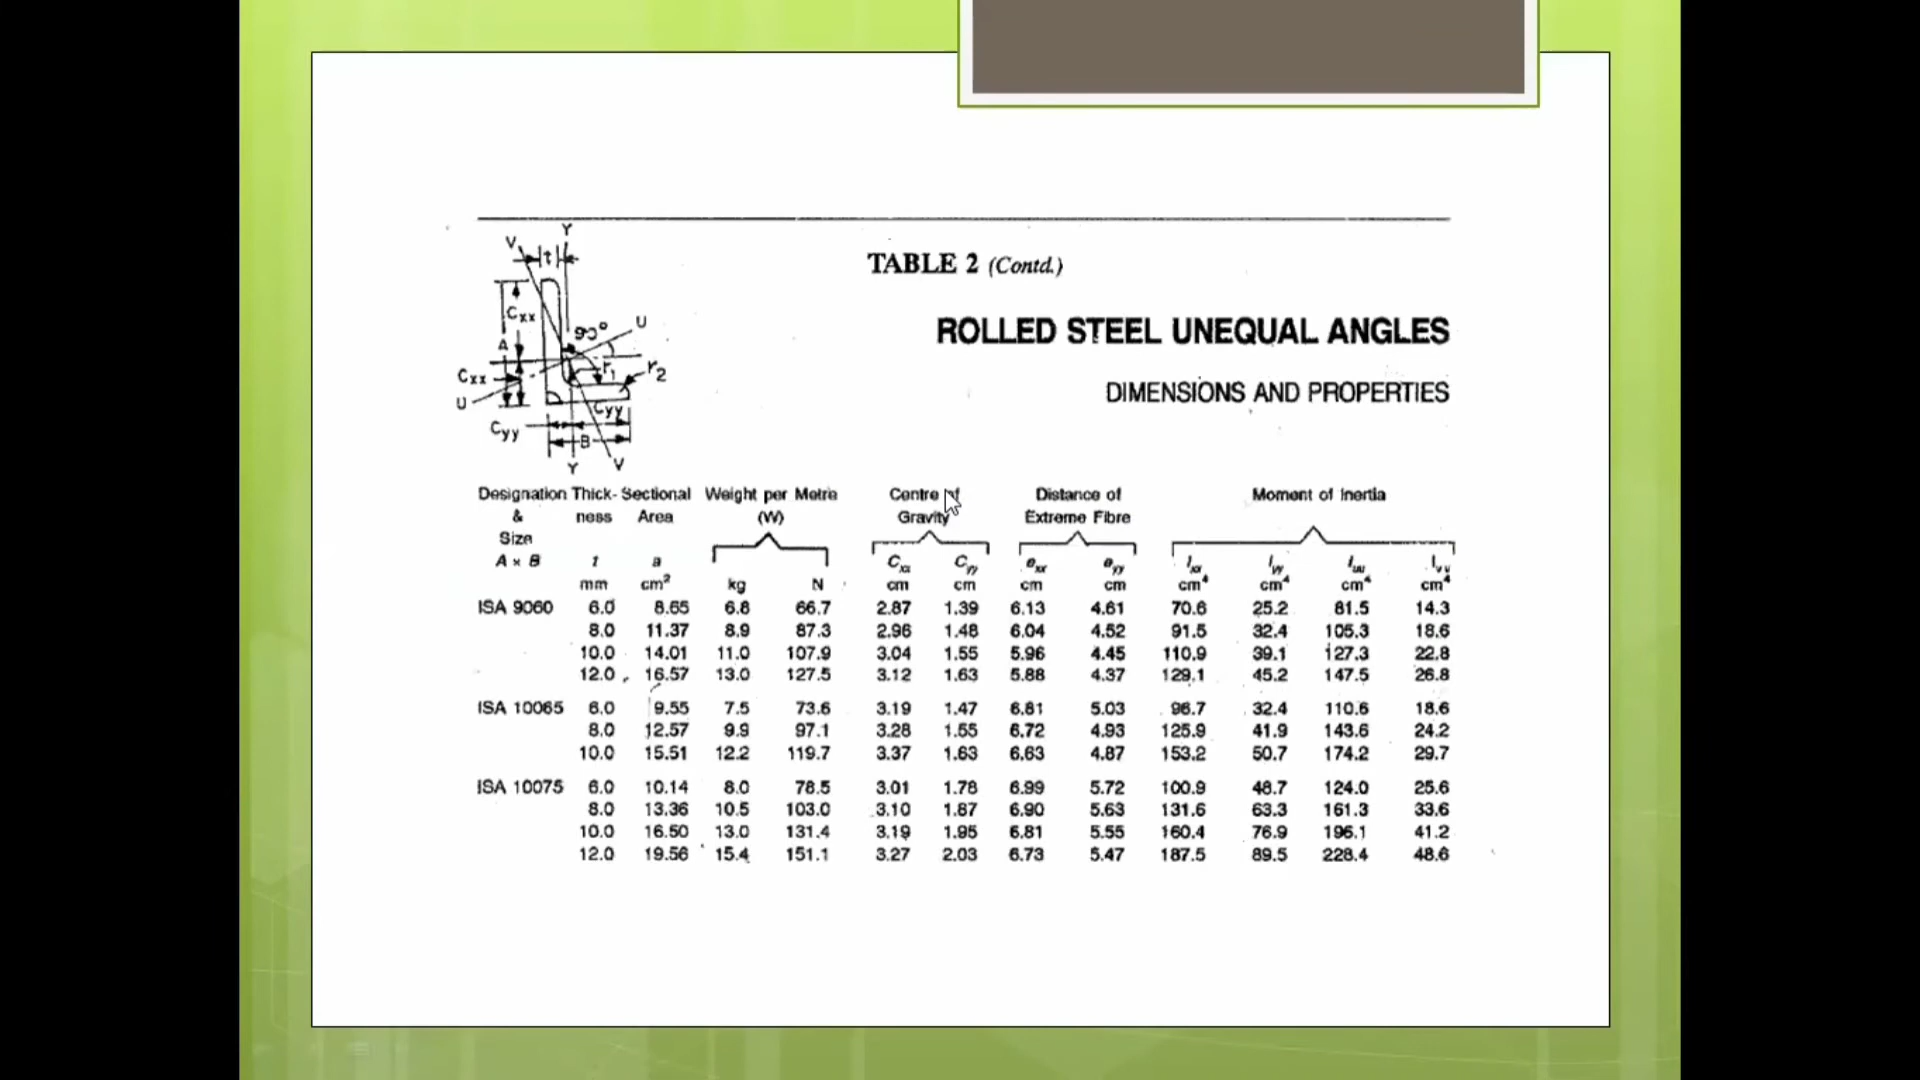 TABLE 2 (Contd.)
ROLLED STEEL UNEQUAL ANGLES
DIMENSIONS AND PROPERTIES
V Y
t
Cxx 90° U
A
Cxx r1 r2
U
Cyy
Cyy B
Y V
Designation Thick- Sectional Weight per Metre Centre of Distance of Moment of Inertia
& ness Area (W) Gravity Extreme Fibre
Size
A × B t a Cxx Cyy exx eyy Ixx Iyy Iuu Ivv
mm cm² kg N cm cm cm cm cm⁴ cm⁴ cm⁴ cm⁴
ISA 9060 6.0 8.65 6.8 66.7 2.87 1.39 6.13 4.61 70.6 25.2 81.5 14.3
8.0 11.37 8.9 87.3 2.96 1.48 6.04 4.52 91.5 32.4 105.3 18.6
10.0 14.01 11.0 107.9 3.04 1.55 5.96 4.45 110.9 39.1 127.3 22.8
12.0 16.57 13.0 127.5 3.12 1.63 5.88 4.37 129.1 45.2 147.5 26.8
ISA 10065 6.0 9.55 7.5 73.6 3.19 1.47 6.81 5.03 96.7 32.4 110.6 18.6
8.0 12.57 9.9 97.1 3.28 1.55 6.72 4.93 125.9 41.9 143.6 24.2
10.0 15.51 12.2 119.7 3.37 1.63 6.63 4.87 153.2 50.7 174.2 29.7
ISA 10075 6.0 10.14 8.0 78.5 3.01 1.78 6.99 5.72 100.9 48.7 124.0 25.6
8.0 13.36 10.5 103.0 3.10 1.87 6.90 5.63 131.6 63.3 161.3 33.6
10.0 16.50 13.0 131.4 3.19 1.95 6.81 5.55 160.4 76.9 196.1 41.2
12.0 19.56 15.4 151.1 3.27 2.03 6.73 5.47 187.5 89.5 228.4 48.6